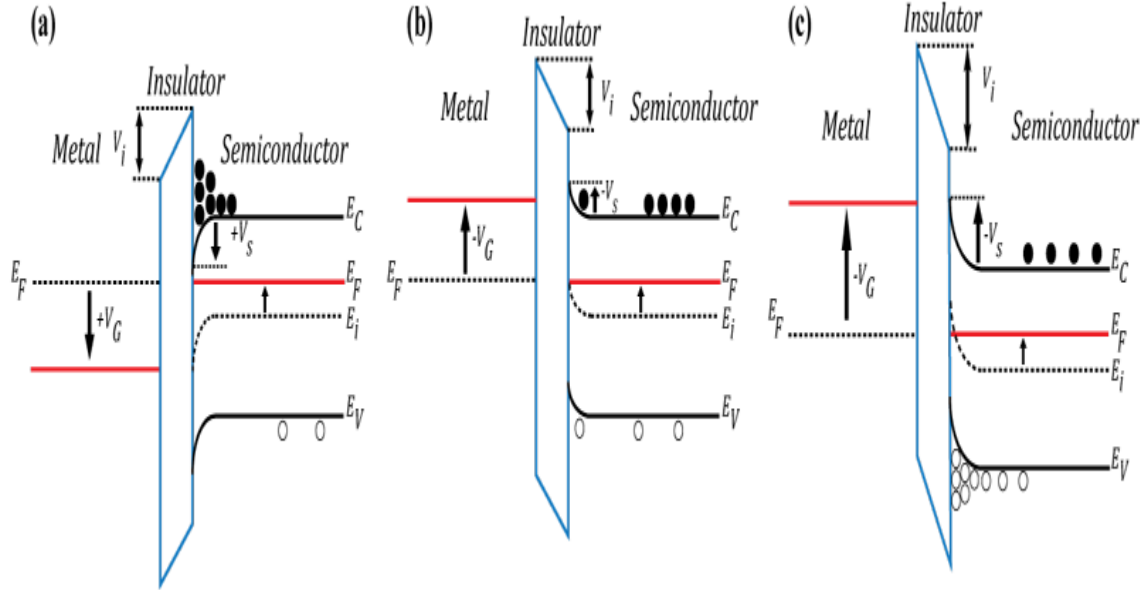 (a)
Insulator
Metal
V_i
Semiconductor
+V_S
E_C
E_F
E_F
+V_G
E_i
E_V
(b)
Insulator
Metal
V_i
Semiconductor
-V_S
E_C
-V_G
E_F
E_F
E_i
E_V
(c)
Insulator
V_i
Metal
Semiconductor
-V_S
E_C
-V_G
E_F
E_F
E_i
E_V